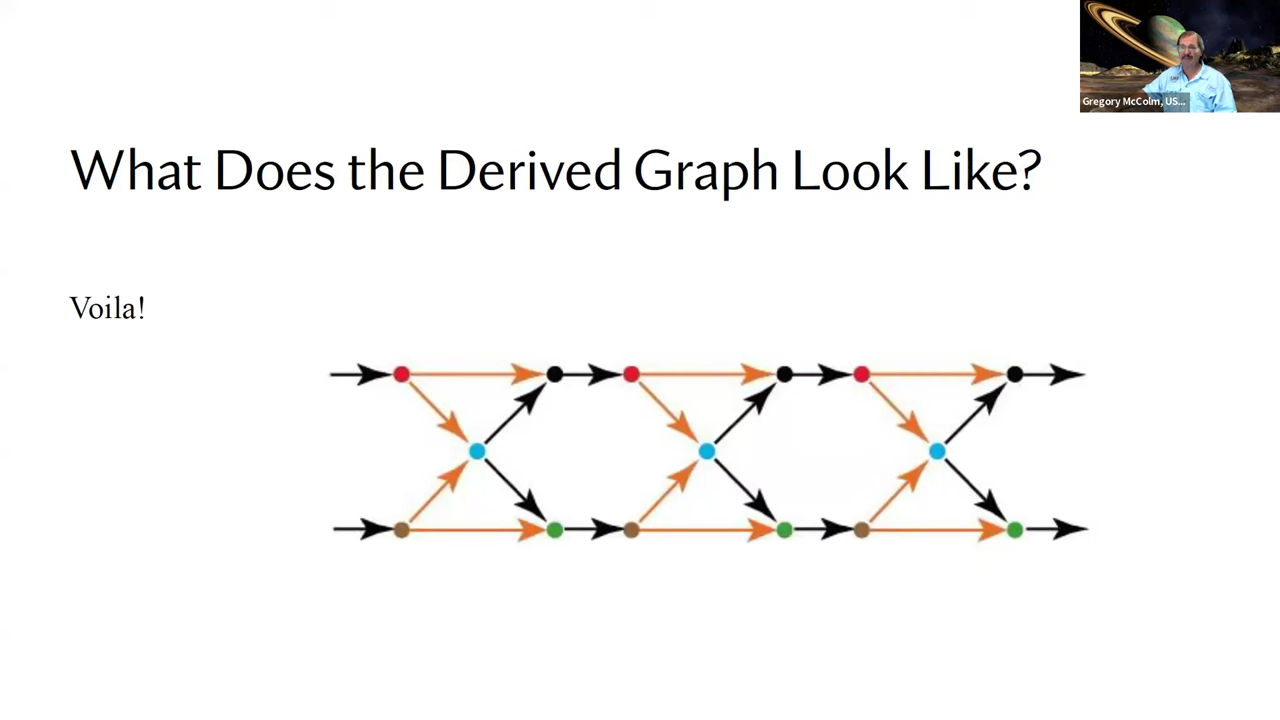 Gregory McColm, US...
What Does the Derived Graph Look Like?
Voila!